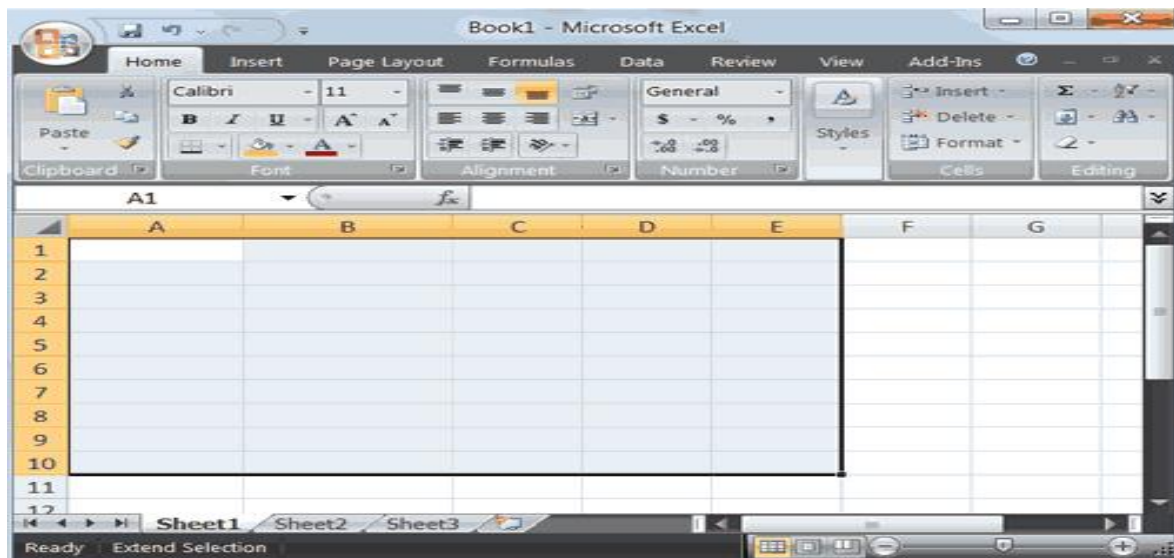 Book1 - Microsoft Excel
Home Insert Page Layout Formulas Data Review View Add-Ins
Calibri 11 General Insert Σ
Paste B I U A A $ % , Styles Delete
A .00 Format
Clipboard Font Alignment Number Cells Editing
A1 fx
A B C D E F G
1
2
3
4
5
6
7
8
9
10
11
12
Sheet1 Sheet2 Sheet3
Ready Extend Selection